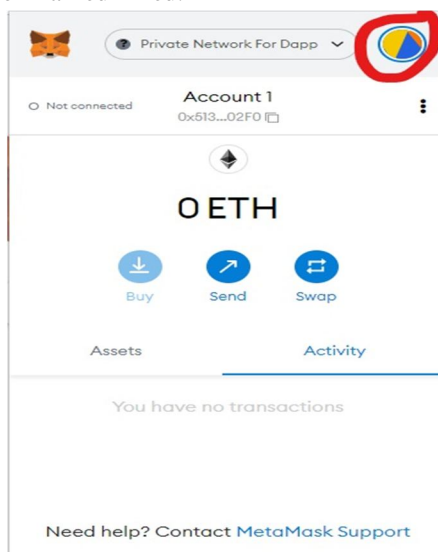 Private Network For Dapp
Not connected
Account 1
0x513...02F0
0 ETH
Buy
Send
Swap
Assets
Activity
You have no transactions
Need help? Contact MetaMask Support